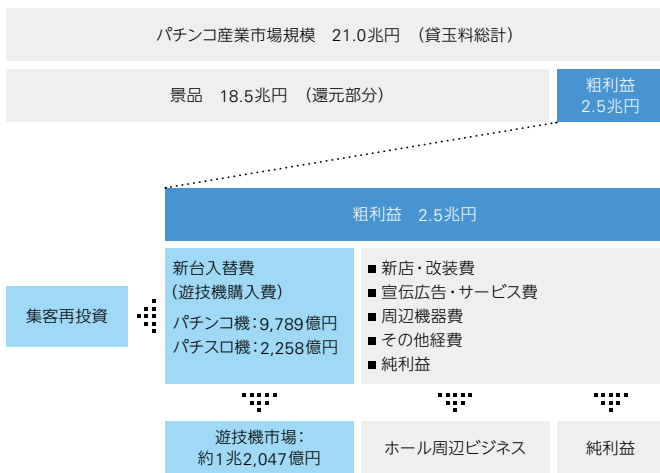 パチンコ産業市場規模 21.0兆円 (貸玉料総計)
景品 18.5兆円 (還元部分)
粗利益
2.5兆円
粗利益 2.5兆円
新台入替費
(遊技機購入費)
パチンコ機:9,789億円
パチスロ機:2,258億円
■ 新店・改装費
■ 宣伝広告・サービス費
■ 周辺機器費
■ その他経費
■ 純利益
集客再投資
遊技機市場:
約1兆2,047億円
ホール周辺ビジネス
純利益